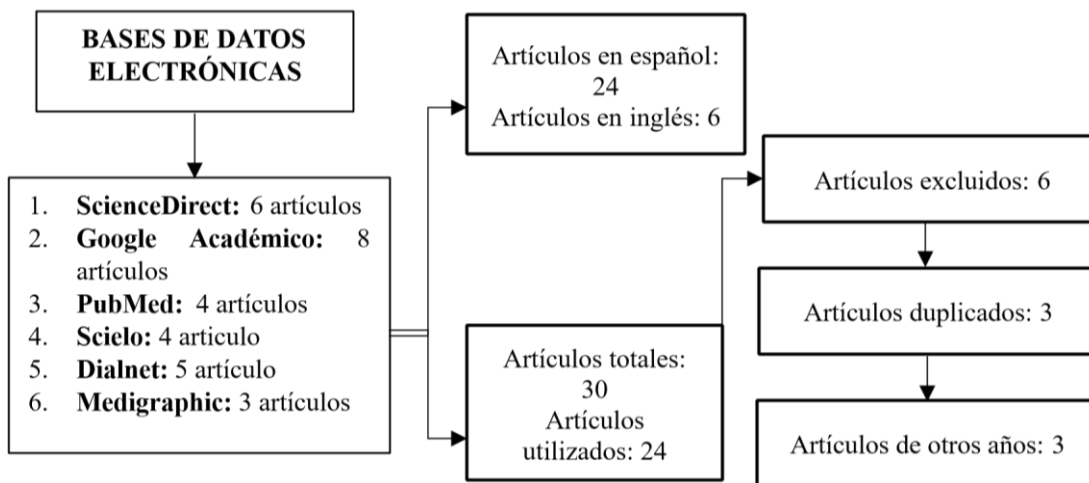 BASES DE DATOS
ELECTRÓNICAS
1. ScienceDirect: 6 artículos
2. Google Académico: 8
artículos
3. PubMed: 4 artículos
4. Scielo: 4 articulo
5. Dialnet: 5 artículo
6. Medigraphic: 3 artículos
Artículos en español:
24
Artículos en inglés: 6
Artículos totales:
30
Artículos
utilizados: 24
Artículos excluidos: 6
Artículos duplicados: 3
Artículos de otros años: 3